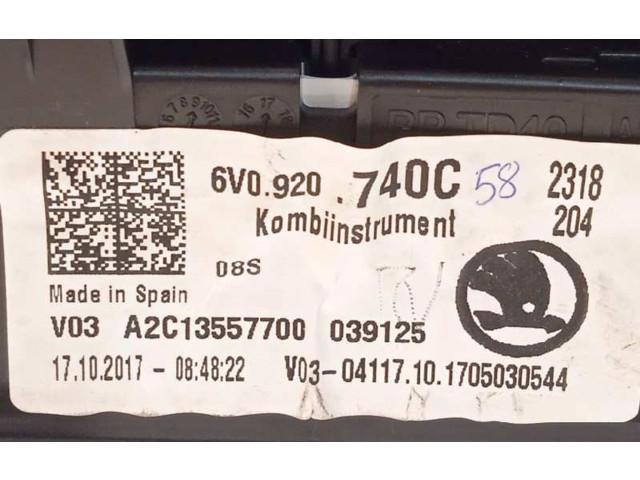 6V0.920 .740C 58 2318
Kombiinstrument 204
08S
Made in Spain
V03 A2C13557700 039125
17.10.2017 - 08:48:22 V03-04117.10.1705030544